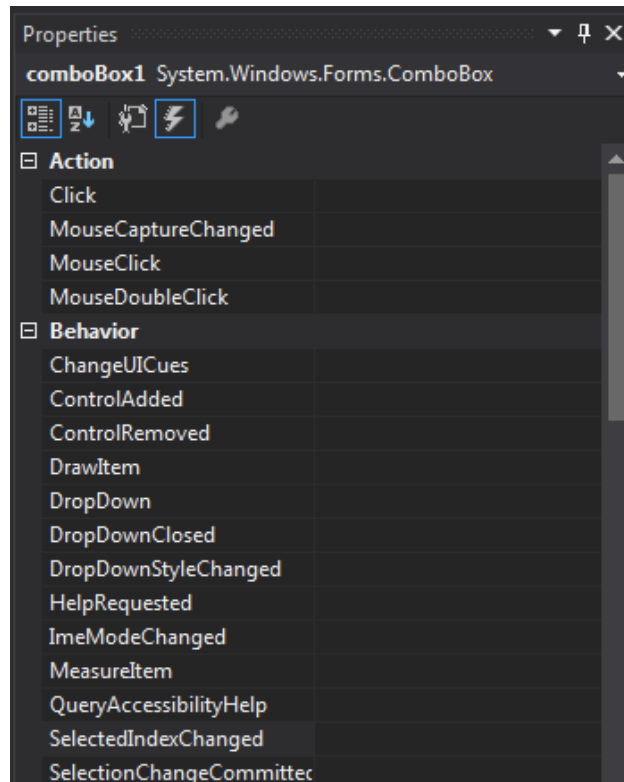 Properties
comboBox1 System.Windows.Forms.ComboBox
Action
Click
MouseCaptureChanged
MouseClick
MouseDoubleClick
Behavior
ChangeUICues
ControlAdded
ControlRemoved
DrawItem
DropDown
DropDownClosed
DropDownStyleChanged
HelpRequested
ImeModeChanged
MeasureItem
QueryAccessibilityHelp
SelectedIndexChanged
SelectionChangeCommittec